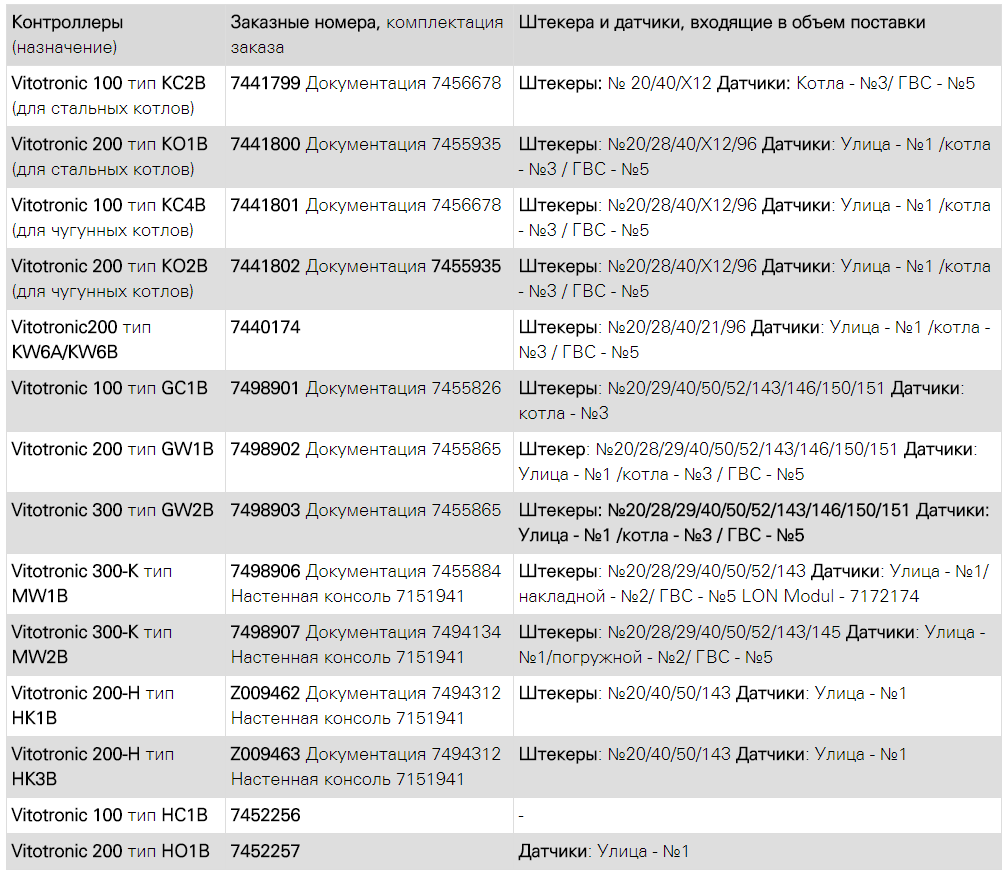 Контроллеры
(назначение)
Заказные номера, комплектация
заказа
Штекера и датчики, входящие в объем поставки
Vitotronic 100 тип KC2B
(для стальных котлов)
7441799 Документация 7456678
Штекеры: № 20/40/X12 Датчики: Котла - №3/ ГВС - №5
Vitotronic 200 тип KO1B
(для стальных котлов)
7441800 Документация 7455935
Штекеры: №20/28/40/X12/96 Датчики: Улица - №1 /котла
- №3 / ГВС - №5
Vitotronic 100 тип KC4B
(для чугунных котлов)
7441801 Документация 7456678
Штекеры: №20/28/40/X12/96 Датчики: Улица - №1 /котла
- №3 / ГВС - №5
Vitotronic 200 тип KO2B
(для чугунных котлов)
7441802 Документация 7455935
Штекеры: №20/28/40/X12/96 Датчики: Улица - №1 /котла
- №3 / ГВС - №5
Vitotronic200 тип
KW6A/KW6B
7440174
Штекеры: №20/28/40/21/96 Датчики: Улица - №1 /котла -
№3 / ГВС - №5
Vitotronic 100 тип GC1B
7498901 Документация 7455826
Штекеры: №20/29/40/50/52/143/146/150/151 Датчики:
котла - №3
Vitotronic 200 тип GW1B
7498902 Документация 7455865
Штекер: №20/28/29/40/50/52/143/146/150/151 Датчики:
Улица - №1 /котла - №3 / ГВС - №5
Vitotronic 300 тип GW2B
7498903 Документация 7455865
Штекеры: №20/28/29/40/50/52/143/146/150/151 Датчики:
Улица - №1 /котла - №3 / ГВС - №5
Vitotronic 300-K тип
MW1B
7498906 Документация 7455884
Настенная консоль 7151941
Штекеры: №20/28/29/40/50/52/143 Датчики: Улица - №1/
накладной - №2/ ГВС - №5 LON Modul - 7172174
Vitotronic 300-K тип
MW2B
7498907 Документация 7494134
Настенная консоль 7151941
Штекеры: №20/28/29/40/50/52/143/145 Датчики: Улица -
№1/погружной - №2/ ГВС - №5
Vitotronic 200-H тип
HK1B
Z009462 Документация 7494312
Настенная консоль 7151941
Штекеры: №20/40/50/143 Датчики: Улица - №1
Vitotronic 200-H тип
HK3B
Z009463 Документация 7494312
Настенная консоль 7151941
Штекеры: №20/40/50/143 Датчики: Улица - №1
Vitotronic 100 тип HC1B
7452256
-
Vitotronic 200 тип HO1B
7452257
Датчики: Улица - №1